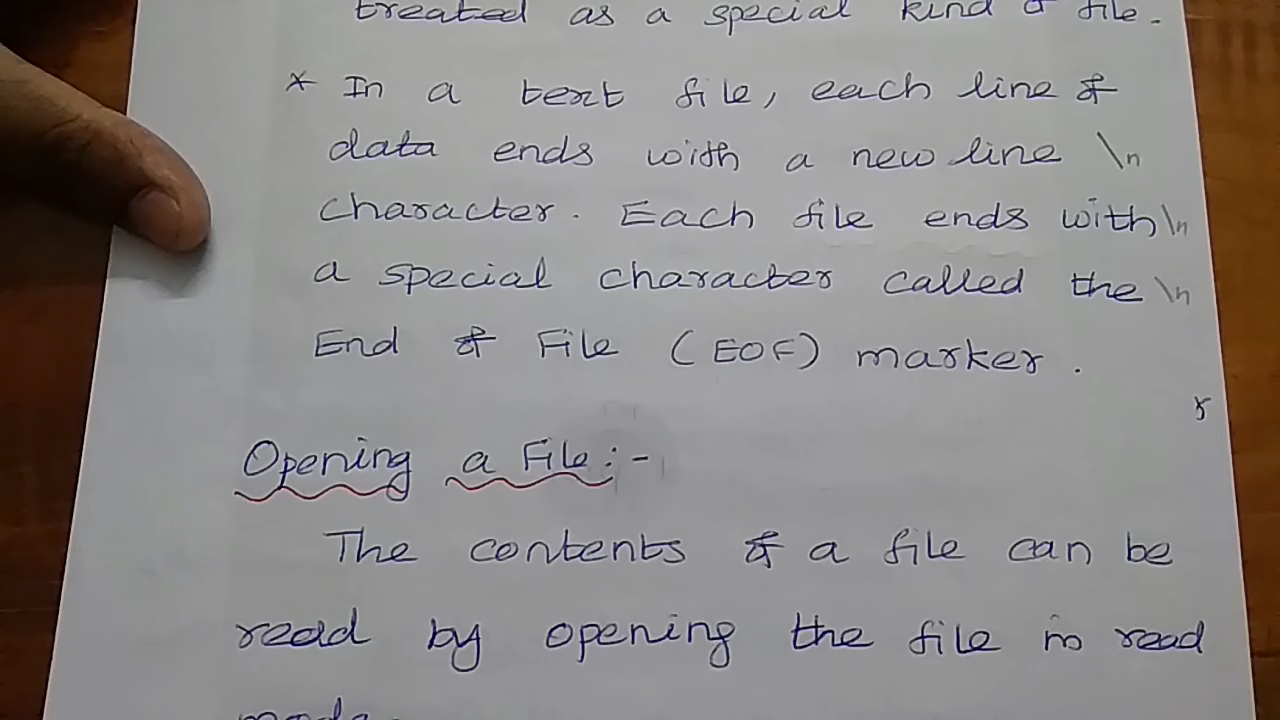 treated as a special kind of file.
* In a text file, each line of
data ends with a new line \n
character. Each file ends with \n
a special character called the \n
End of File (EOF) marker.
r
Opening a File:-
The contents of a file can be
read by opening the file in read
mode.